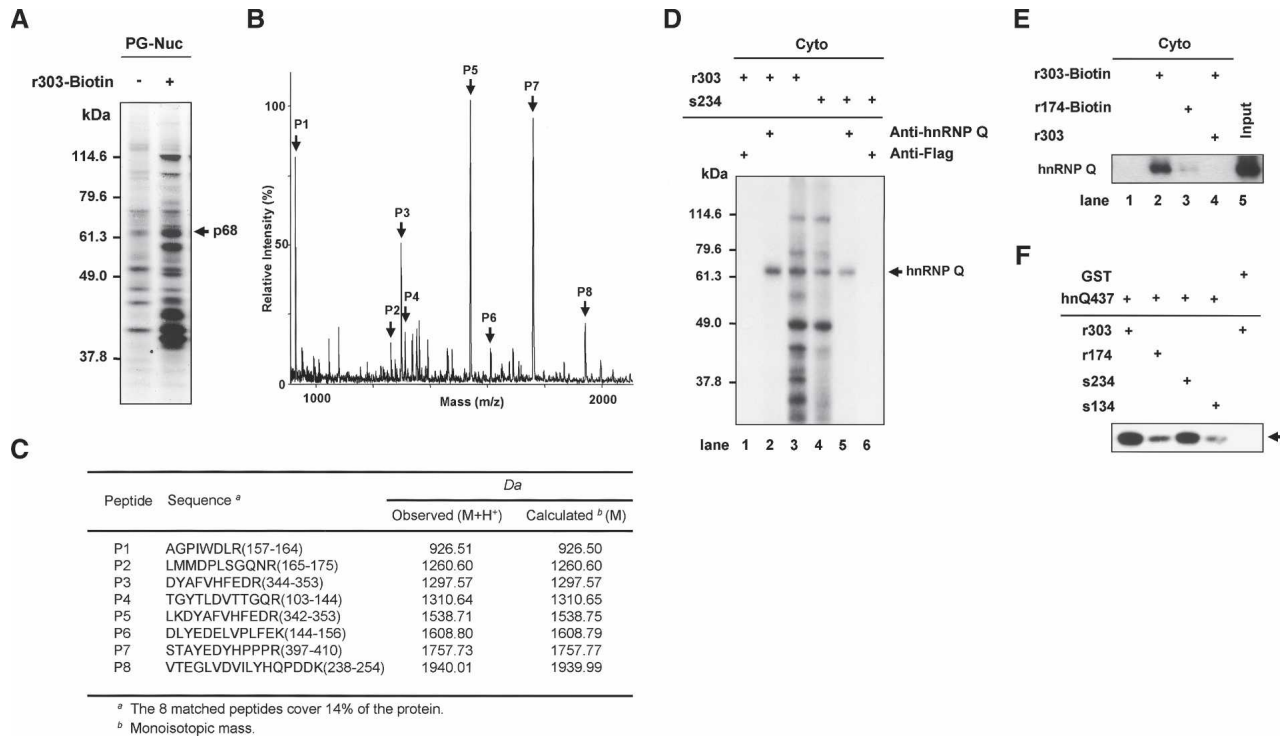 A
PG-Nuc
r303-Biotin - +
kDa
114.6
79.6
61.3
p68
49.0
37.8
B
Relative Intensity (%)
100
50
0
P1
P2
P3
P4
P5
P6
P7
P8
1000
Mass (m/z)
2000
C
Peptide Sequence a Da
Observed (M+H+) Calculated b (M)
P1 AGPIWDLR(157-164) 926.51 926.50
P2 LMMDPLSGQNR(165-175) 1260.60 1260.60
P3 DYAFVHFEDR(344-353) 1297.57 1297.57
P4 TGYTLDVTTGQR(103-144) 1310.64 1310.65
P5 LKDYAFVHFEDR(342-353) 1538.71 1538.75
P6 DLYEDELVPLFEK(144-156) 1608.80 1608.79
P7 STAYEDYHPPPR(397-410) 1757.73 1757.77
P8 VTEGLVDVILYHQPDDK(238-254) 1940.01 1939.99
a The 8 matched peptides cover 14% of the protein.
b Monoisotopic mass.
D
Cyto
r303 + + +
s234 + + +
+ + Anti-hnRNP Q
+ + Anti-Flag
kDa
114.6
79.6
61.3
hnRNP Q
49.0
37.8
lane 1 2 3 4 5 6
E
Cyto
r303-Biotin + +
r174-Biotin +
r303 +
Input
hnRNP Q
lane 1 2 3 4 5
F
GST +
hnQ437 + + + +
r303 + +
r174 +
s234 +
s134 +